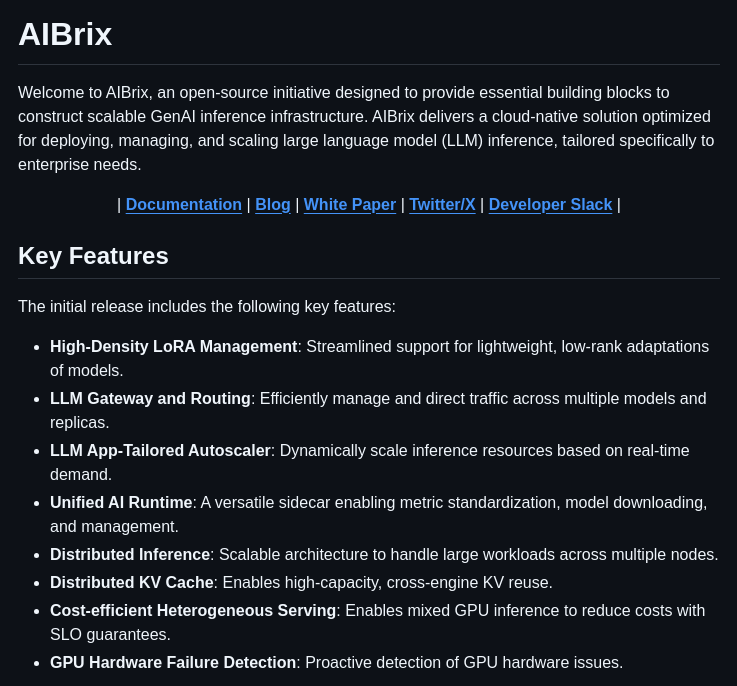 AIBrix
Welcome to AIBrix, an open-source initiative designed to provide essential building blocks to
construct scalable GenAI inference infrastructure. AIBrix delivers a cloud-native solution optimized
for deploying, managing, and scaling large language model (LLM) inference, tailored specifically to
enterprise needs.
| Documentation | Blog | White Paper | Twitter/X | Developer Slack |
Key Features
The initial release includes the following key features:
• High-Density LoRA Management: Streamlined support for lightweight, low-rank adaptations
of models.
• LLM Gateway and Routing: Efficiently manage and direct traffic across multiple models and
replicas.
• LLM App-Tailored Autoscaler: Dynamically scale inference resources based on real-time
demand.
• Unified AI Runtime: A versatile sidecar enabling metric standardization, model downloading,
and management.
• Distributed Inference: Scalable architecture to handle large workloads across multiple nodes.
• Distributed KV Cache: Enables high-capacity, cross-engine KV reuse.
• Cost-efficient Heterogeneous Serving: Enables mixed GPU inference to reduce costs with
SLO guarantees.
• GPU Hardware Failure Detection: Proactive detection of GPU hardware issues.